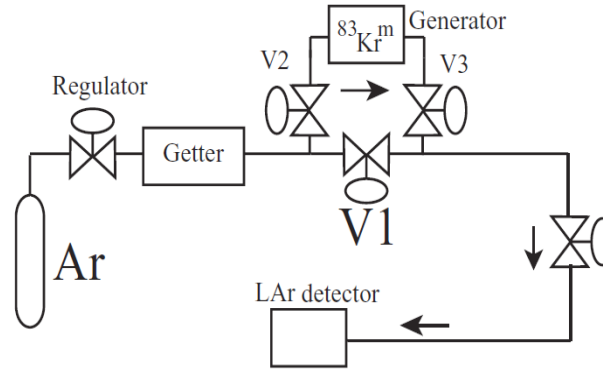 83Krm
Generator
V2
V3
Regulator
Getter
V1
Ar
LAr detector